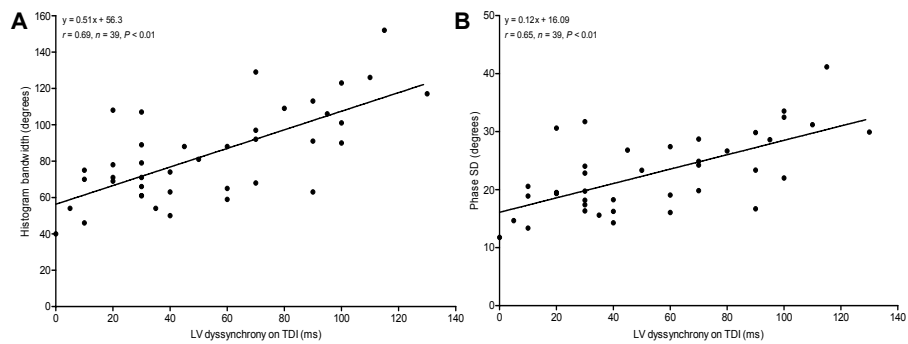 A
y = 0.51x + 56.3
r = 0.69, n = 39, P < 0.01
Histogram bandwidth (degrees)
160
140
120
100
80
60
40
20
0
0 20 40 60 80 100 120 140
LV dyssynchrony on TDI (ms)
B
y = 0.12x + 16.09
r = 0.65, n = 39, P < 0.01
Phase SD (degrees)
50
40
30
20
10
0
0 20 40 60 80 100 120 140
LV dyssynchrony on TDI (ms)